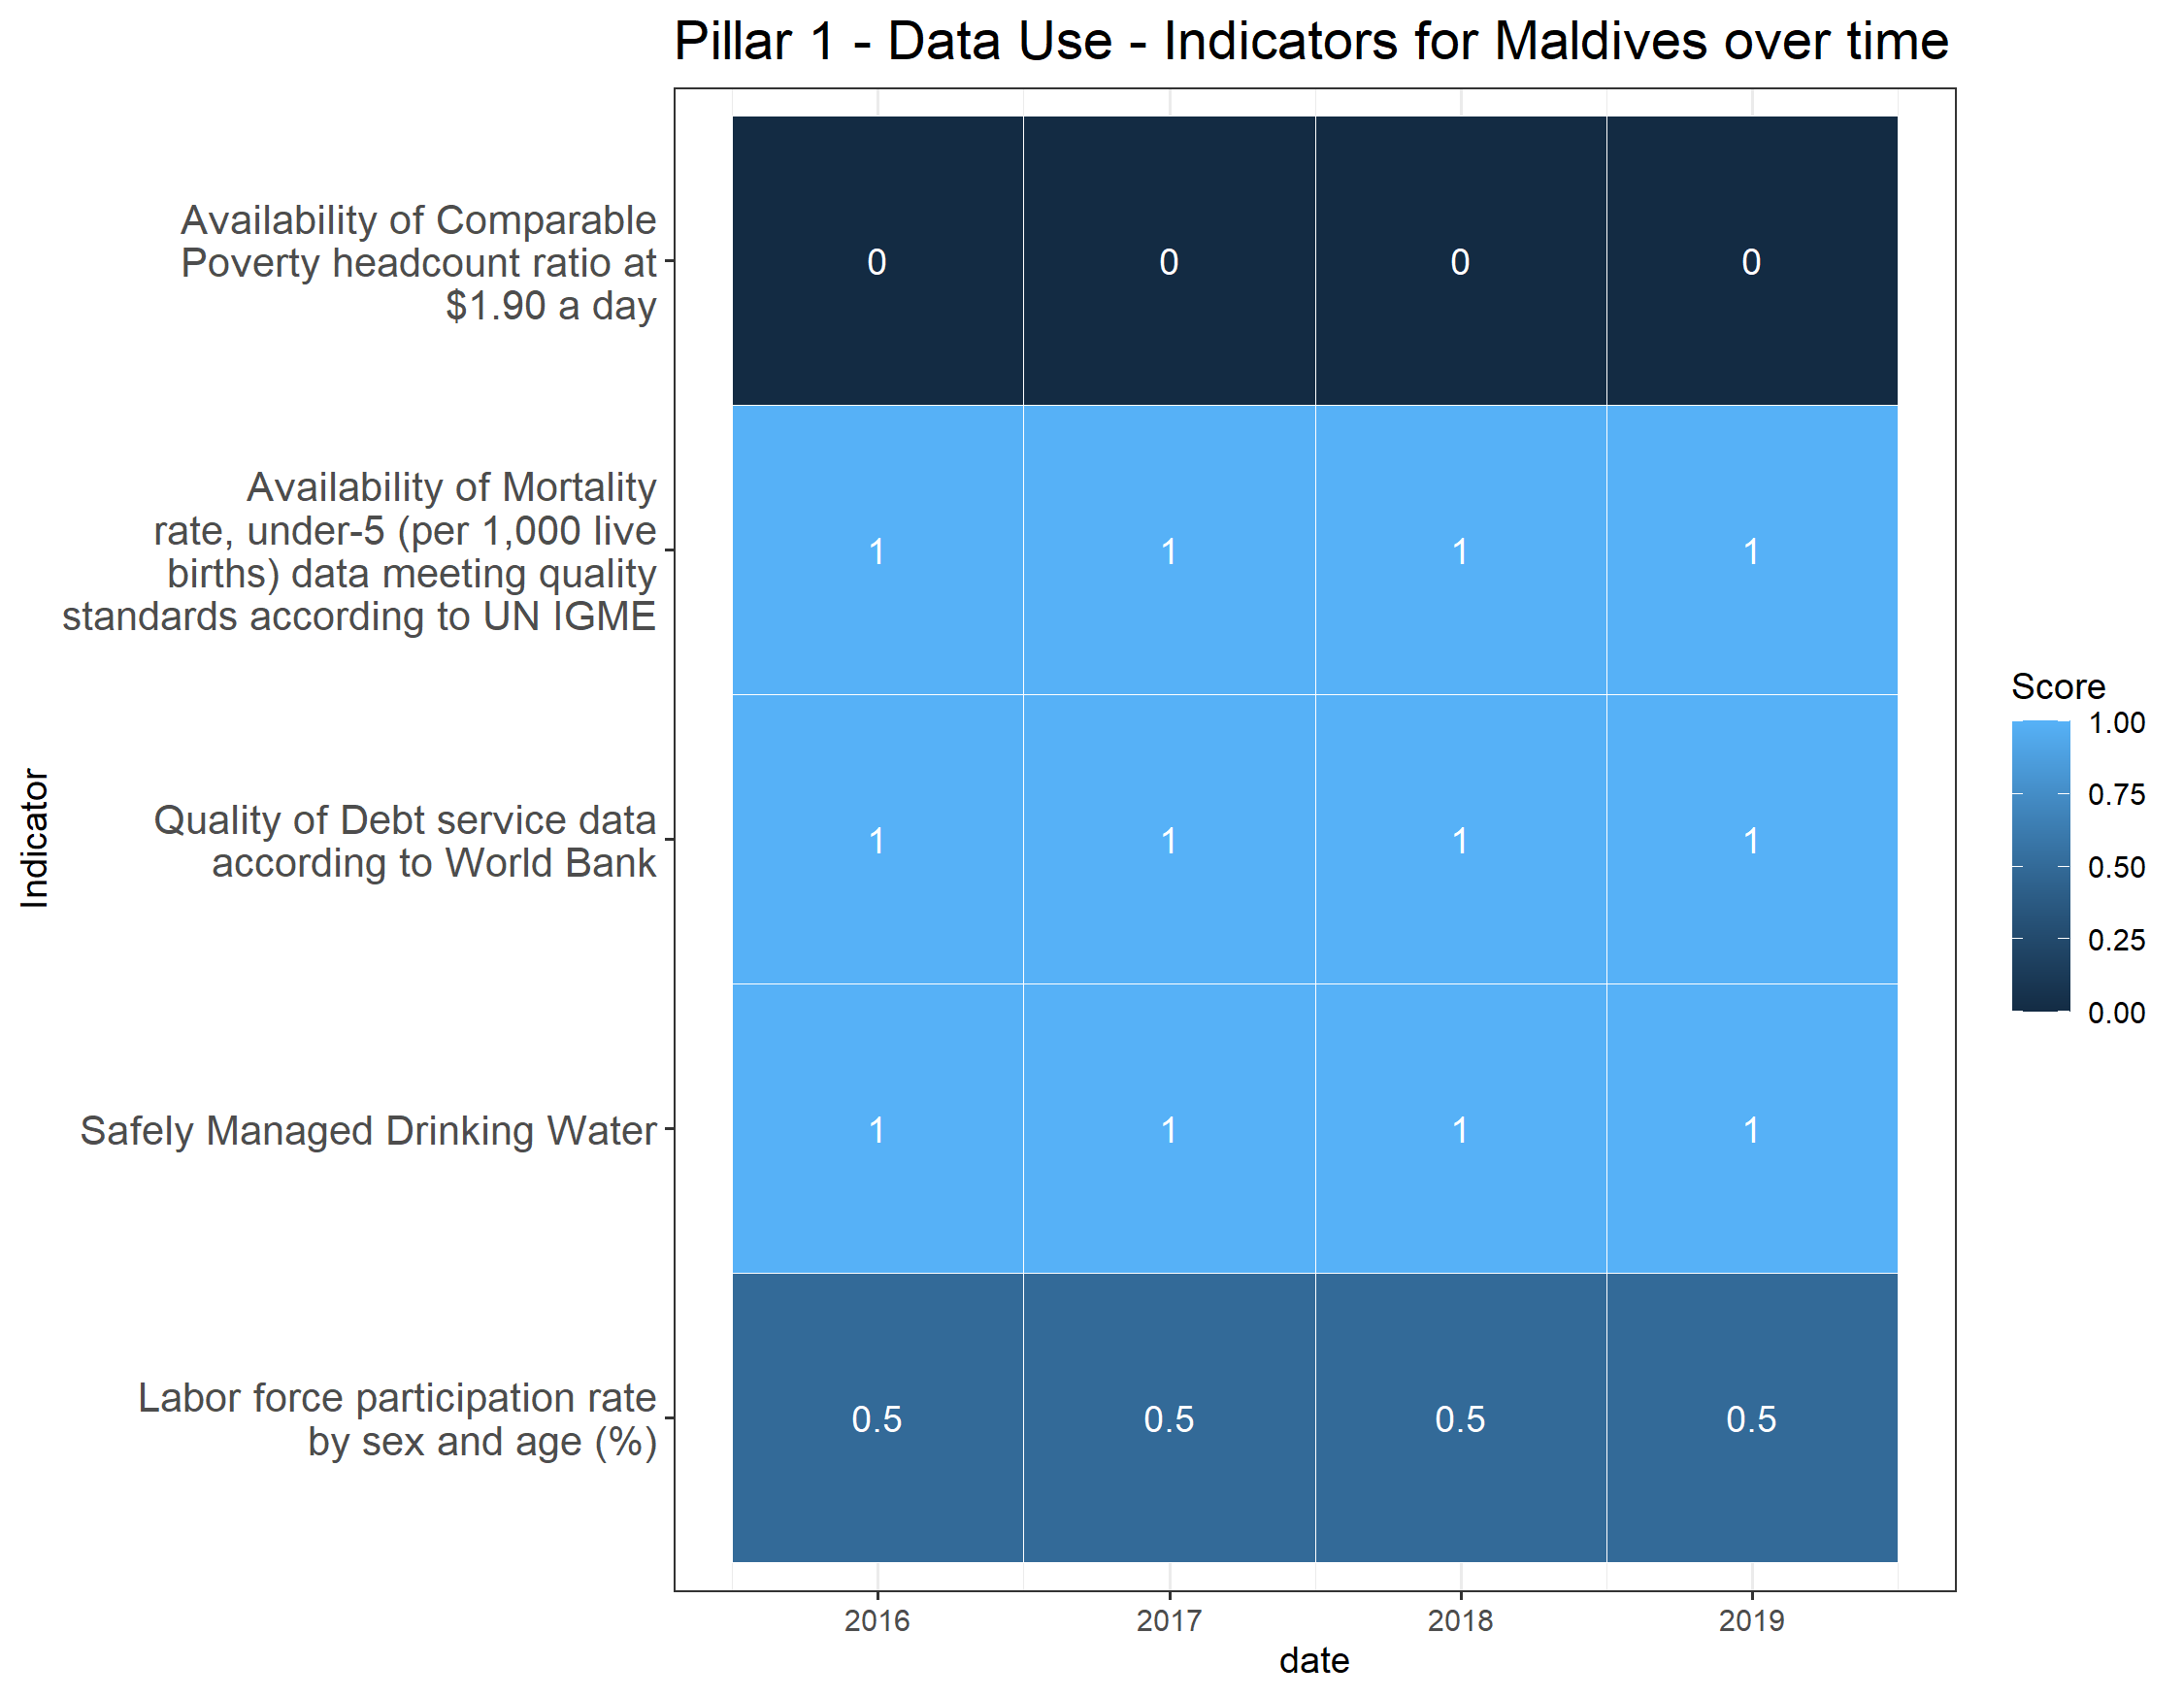 Pillar 1 - Data Use - Indicators for Maldives over time
Availability of Comparable
Poverty headcount ratio at
$1.90 a day
0 0 0 0
Availability of Mortality
rate, under-5 (per 1,000 live
births) data meeting quality
standards according to UN IGME
1 1 1 1
Quality of Debt service data
according to World Bank
1 1 1 1
Safely Managed Drinking Water
1 1 1 1
Labor force participation rate
by sex and age (%)
0.5 0.5 0.5 0.5
Indicator
2016 2017 2018 2019
date
Score
1.00
0.75
0.50
0.25
0.00